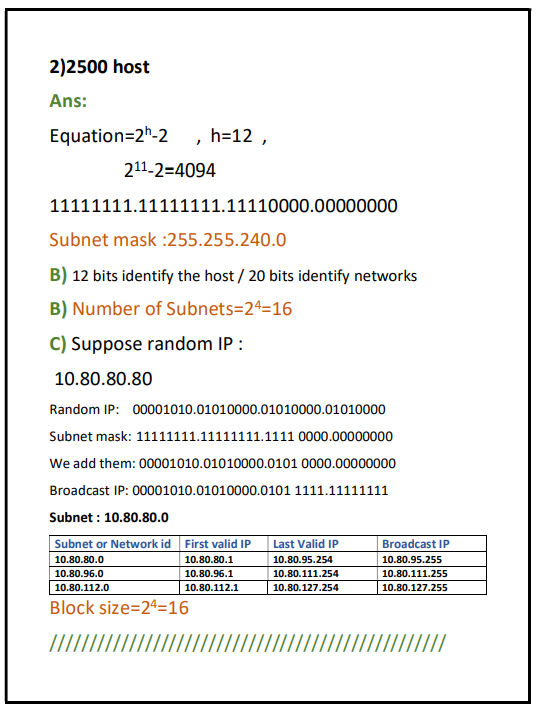 2)2500 host
Ans:
Equation=2ʰ-2 , h=12 ,
2¹¹-2=4094
11111111.11111111.11110000.00000000
Subnet mask :255.255.240.0
B) 12 bits identify the host / 20 bits identify networks
B) Number of Subnets=2⁴=16
C) Suppose random IP :
10.80.80.80
Random IP: 00001010.01010000.01010000.01010000
Subnet mask: 11111111.11111111.1111 0000.00000000
We add them: 00001010.01010000.0101 0000.00000000
Broadcast IP: 00001010.01010000.0101 1111.11111111
Subnet : 10.80.80.0
Subnet or Network id First valid IP Last Valid IP Broadcast IP
10.80.80.0 10.80.80.1 10.80.95.254 10.80.95.255
10.80.96.0 10.80.96.1 10.80.111.254 10.80.111.255
10.80.112.0 10.80.112.1 10.80.127.254 10.80.127.255
Block size=2⁴=16
//////////////////////////////////////////////////